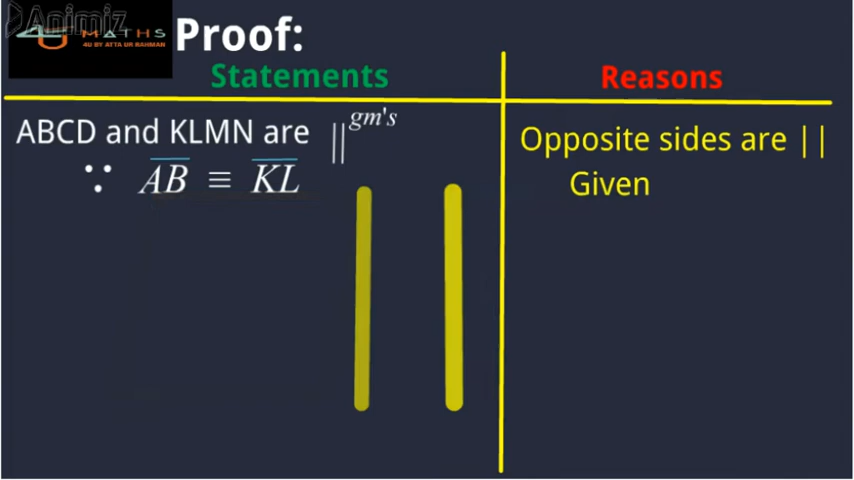 Animiz
4U MATHS
4U BY ATTA UR RAHMAN
Proof:
Statements
Reasons
ABCD and KLMN are ||gm's
Opposite sides are ||
∵ AB ≡ KL
Given